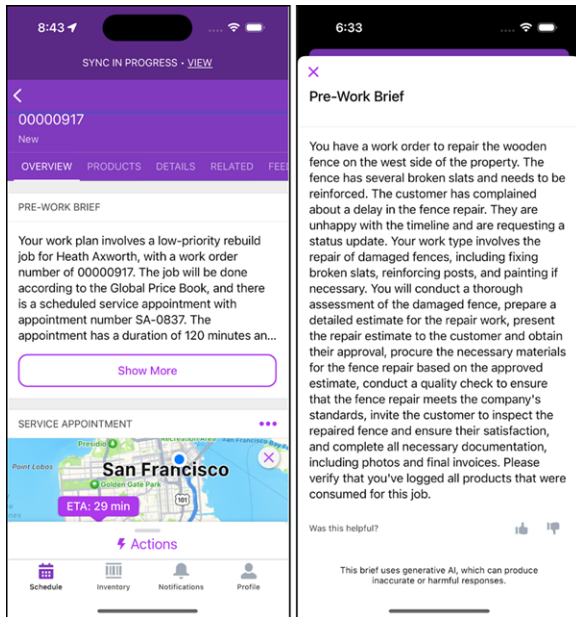 8:43
SYNC IN PROGRESS • VIEW
00000917
New
OVERVIEW PRODUCTS DETAILS RELATED FEE
PRE-WORK BRIEF
Your work plan involves a low-priority rebuild
job for Heath Axworth, with a work order
number of 00000917. The job will be done
according to the Global Price Book, and there
is a scheduled service appointment with
appointment number SA-0837. The
appointment has a duration of 120 minutes an...
Show More
SERVICE APPOINTMENT
Presidio
Recreation Area
San Francisco
Point Lobos
San Francisco
Golden Gate
Park
101
ETA: 29 min
Actions
Schedule Inventory Notifications Profile
6:33
Pre-Work Brief
You have a work order to repair the wooden
fence on the west side of the property. The
fence has several broken slats and needs to be
reinforced. The customer has complained
about a delay in the fence repair. They are
unhappy with the timeline and are requesting a
status update. Your work type involves the
repair of damaged fences, including fixing
broken slats, reinforcing posts, and painting if
necessary. You will conduct a thorough
assessment of the damaged fence, prepare a
detailed estimate for the repair work, present
the repair estimate to the customer and obtain
their approval, procure the necessary materials
for the fence repair based on the approved
estimate, conduct a quality check to ensure
that the fence repair meets the company's
standards, invite the customer to inspect the
repaired fence and ensure their satisfaction,
and complete all necessary documentation,
including photos and final invoices. Please
verify that you've logged all products that were
consumed for this job.
Was this helpful?
This brief uses generative AI, which can produce
inaccurate or harmful responses.